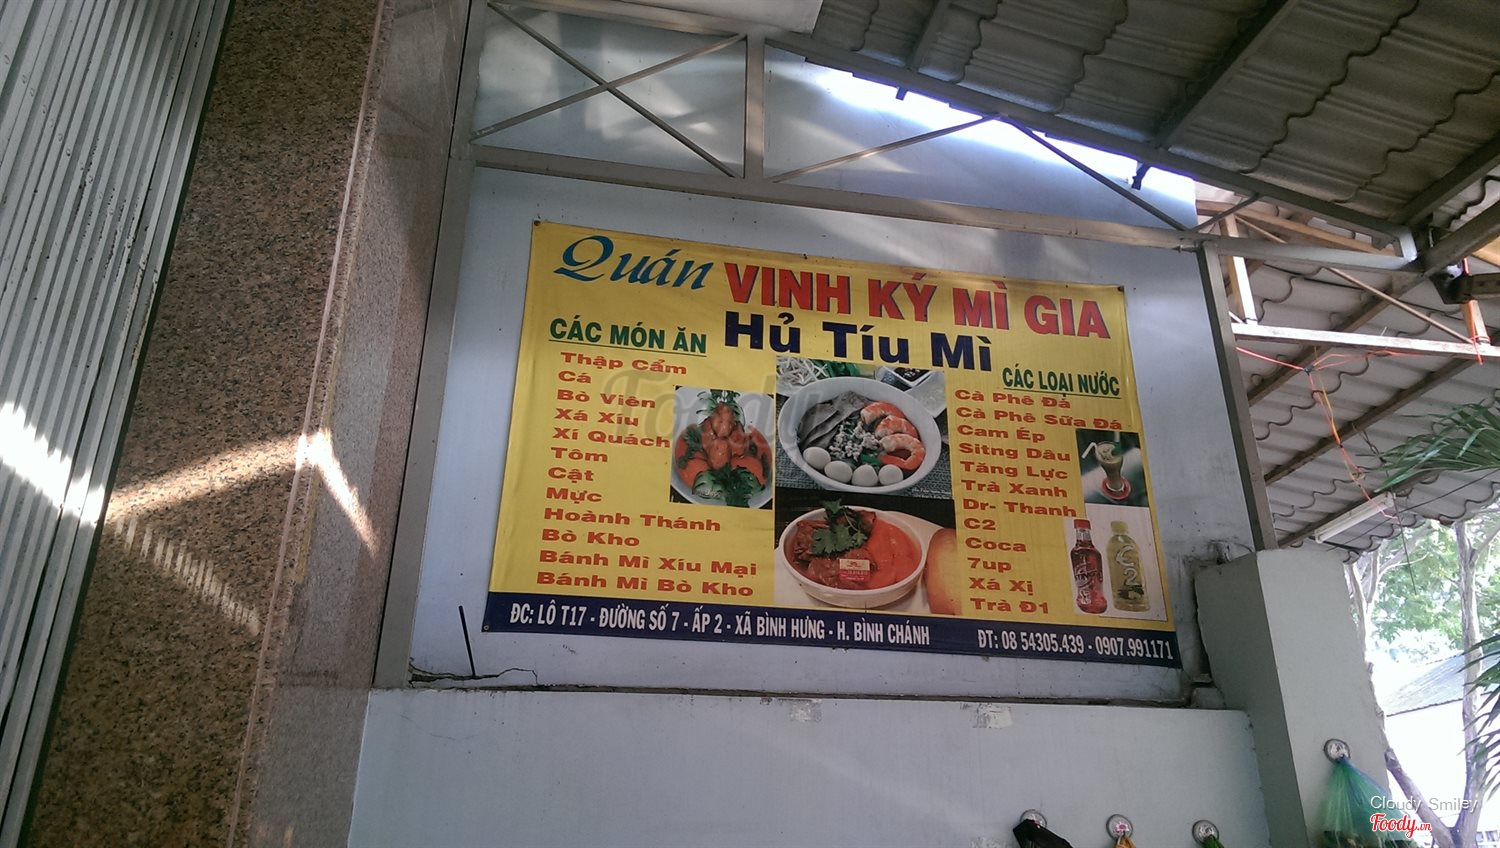 Quán VINH KÝ MÌ GIA
Hủ Tíu Mì
CÁC MÓN ĂN
Thập Cẩm
Cá
Bò Viên
Xá Xíu
Xí Quách
Tôm
Cật
Mực
Hoành Thánh
Bò Kho
Bánh Mì Xíu Mại
Bánh Mì Bò Kho
CÁC LOẠI NƯỚC
Cà Phê Đá
Cà Phê Sữa Đá
Cam Ép
Sitng Dâu
Tăng Lực
Trà Xanh
Dr- Thanh
C2
Coca
7up
Xá Xị
Trà Đ1
ĐC: LÔ T17 - ĐƯỜNG SỐ 7 - ẤP 2 - XÃ BÌNH HƯNG - H. BÌNH CHÁNH
ĐT: 08 54305.439 - 0907.991171
Foody
C2
Cloudy Smiley
Foody.vn